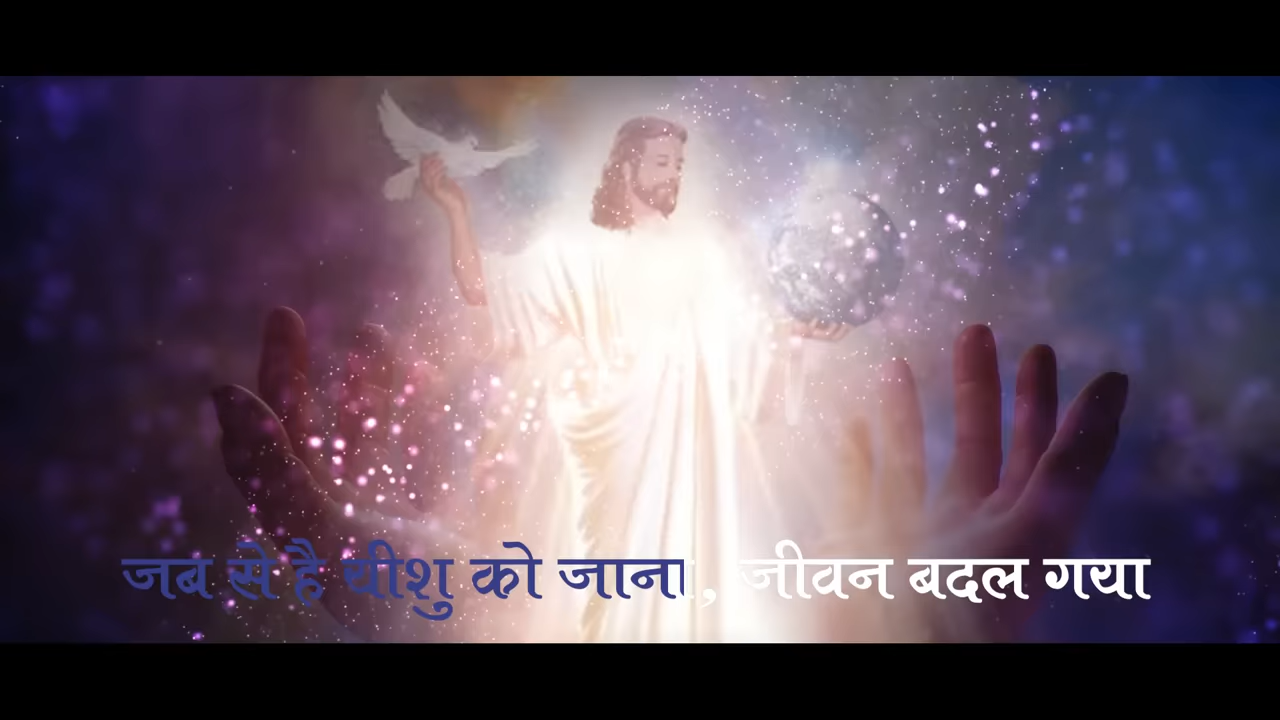 जब से है यीशु को जाना, जीवन बदल गया